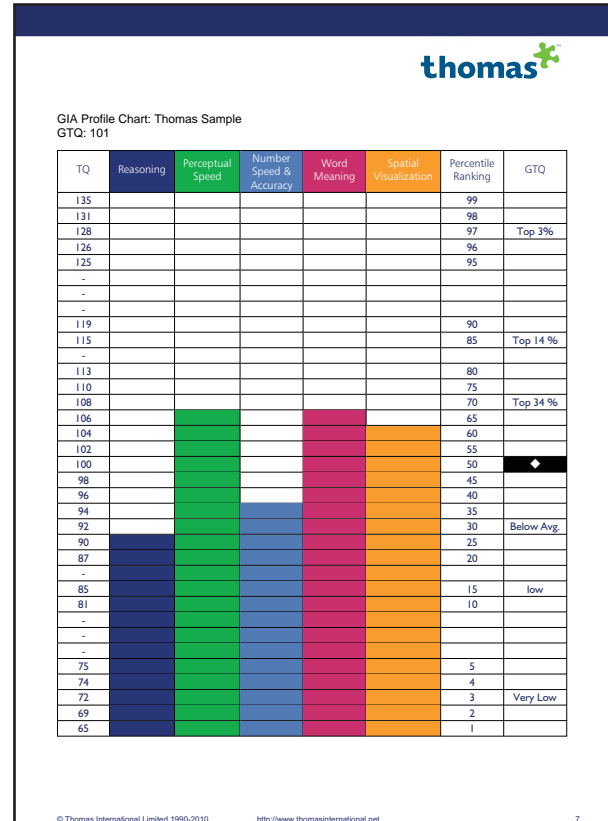 thomas™
GIA Profile Chart: Thomas Sample
GTQ: 101
TQ Reasoning Perceptual Speed Number Speed & Accuracy Word Meaning Spatial Visualization Percentile Ranking GTQ
135 99
131 98
128 97 Top 3%
126 96
125 95
-
-
-
119 90
115 85 Top 14 %
-
113 80
110 75
108 70 Top 34 %
106 65
104 60
102 55
100 50
98 45
96 40
94 35
92 30 Below Avg.
90 25
87 20
-
85 15 low
81 10
-
-
-
75 5
74 4
72 3 Very Low
69 2
65 1
© Thomas International Limited 1990-2010 http://www.thomasinternational.net 7